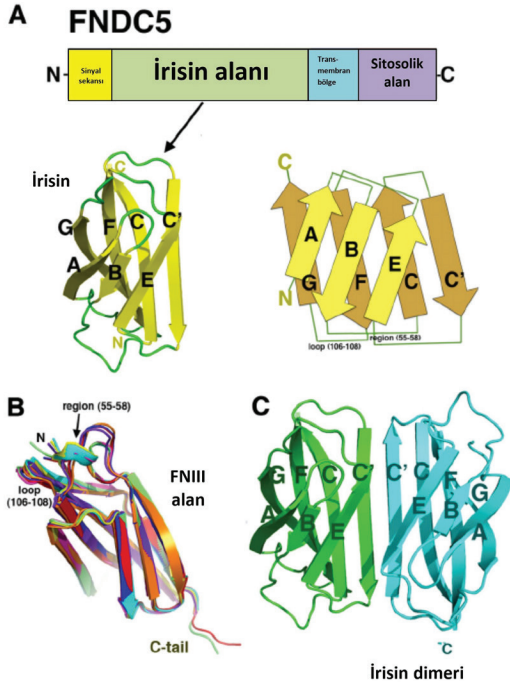 A
FNDC5
N
Sinyal
sekansı
İrisin alanı
Trans-
membran
bölge
Sitosolik
alan
C
İrisin
C
G
F
C
C'
A
B
E
N
C
A
B
E
G
F
C
C'
N
loop (106-108)
region (55-58)
B
region (55-58)
N
loop
(106-108)
FNIII
alan
C-tail
C
G
F
C
C'
A
B
E
C'
C
F
G
E
B
A
C
İrisin dimeri